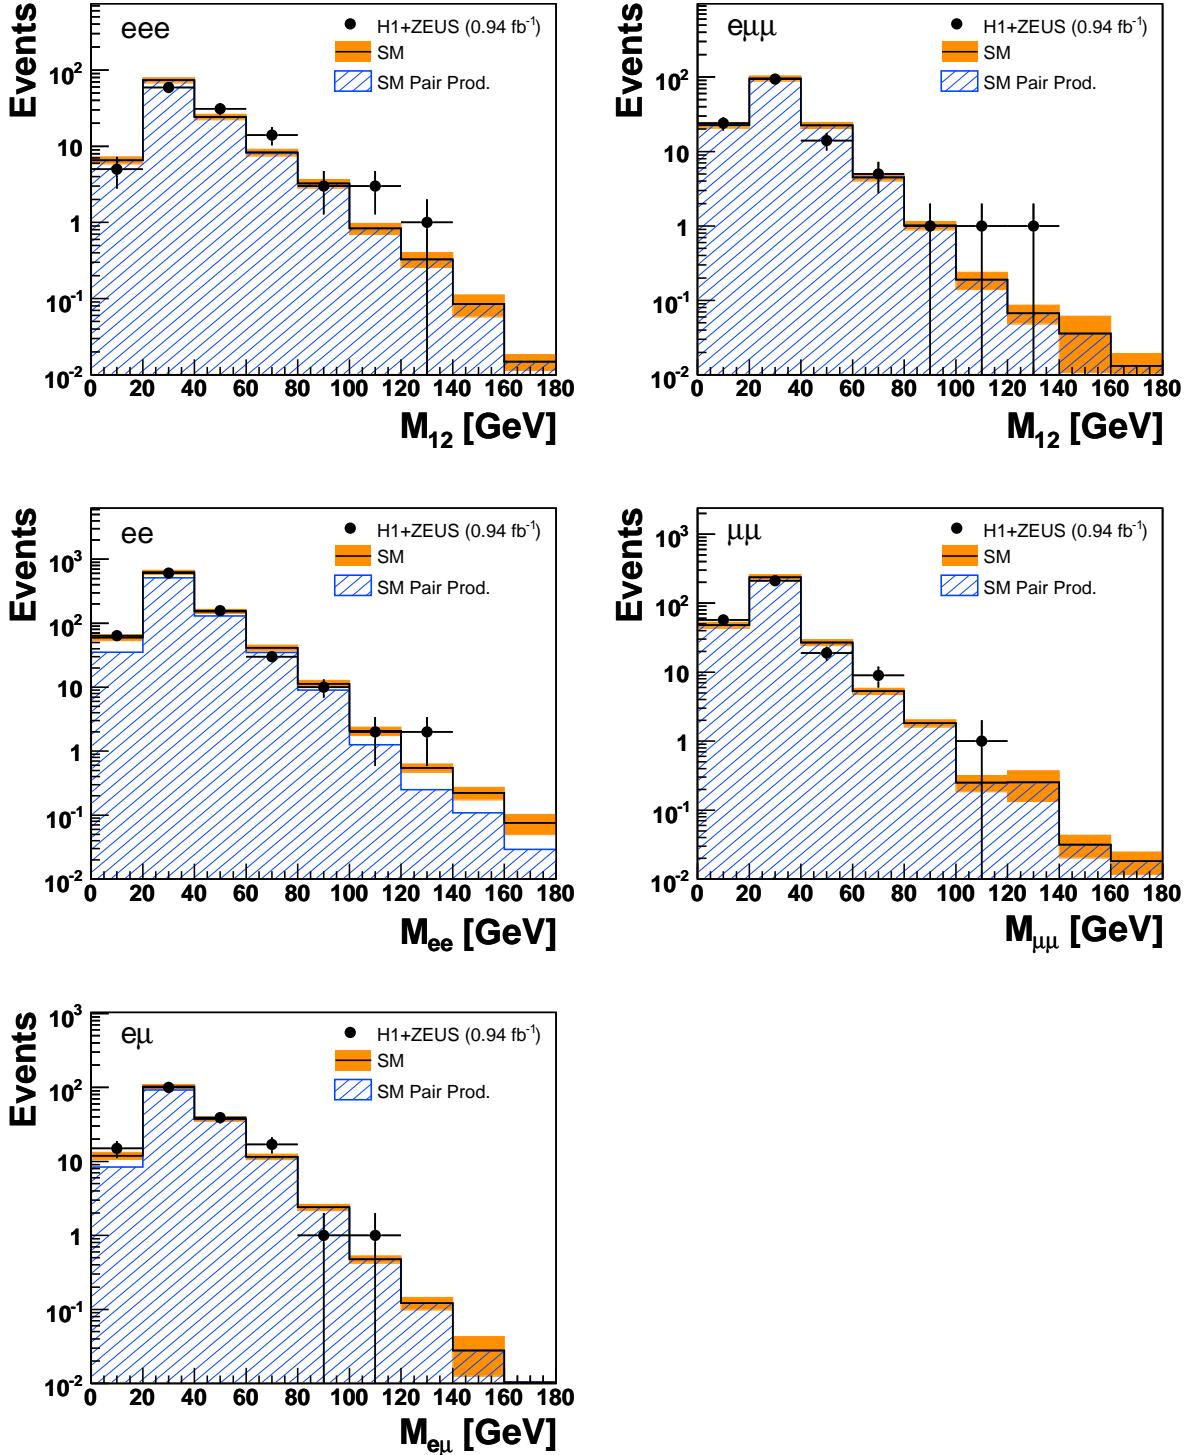 eee
H1+ZEUS (0.94 fb⁻¹)
SM
SM Pair Prod.
Events
10²
10
1
10⁻¹
10⁻²
0 20 40 60 80 100 120 140 160 180
M₁₂ [GeV]
eμμ
H1+ZEUS (0.94 fb⁻¹)
SM
SM Pair Prod.
Events
10²
10
1
10⁻¹
10⁻²
0 20 40 60 80 100 120 140 160 180
M₁₂ [GeV]
ee
H1+ZEUS (0.94 fb⁻¹)
SM
SM Pair Prod.
Events
10³
10²
10
1
10⁻¹
10⁻²
0 20 40 60 80 100 120 140 160 180
Mₑₑ [GeV]
μμ
H1+ZEUS (0.94 fb⁻¹)
SM
SM Pair Prod.
Events
10³
10²
10
1
10⁻¹
10⁻²
0 20 40 60 80 100 120 140 160 180
M_μμ [GeV]
eμ
H1+ZEUS (0.94 fb⁻¹)
SM
SM Pair Prod.
Events
10³
10²
10
1
10⁻¹
10⁻²
0 20 40 60 80 100 120 140 160 180
M_eμ [GeV]